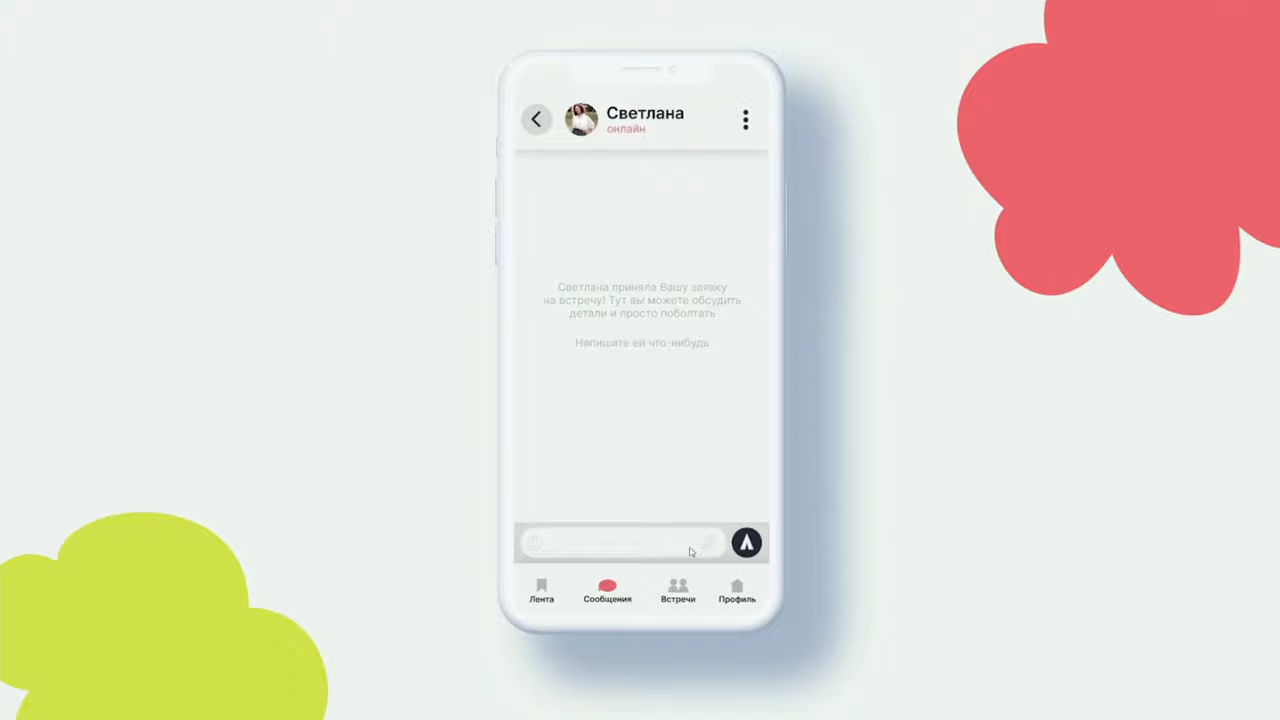 Светлана
онлайн
Светлана приняла Вашу заявку
на встречу! Тут вы можете обсудить
детали и просто поболтать
Напишите ей что-нибудь
Лента
Сообщения
Встречи
Профиль